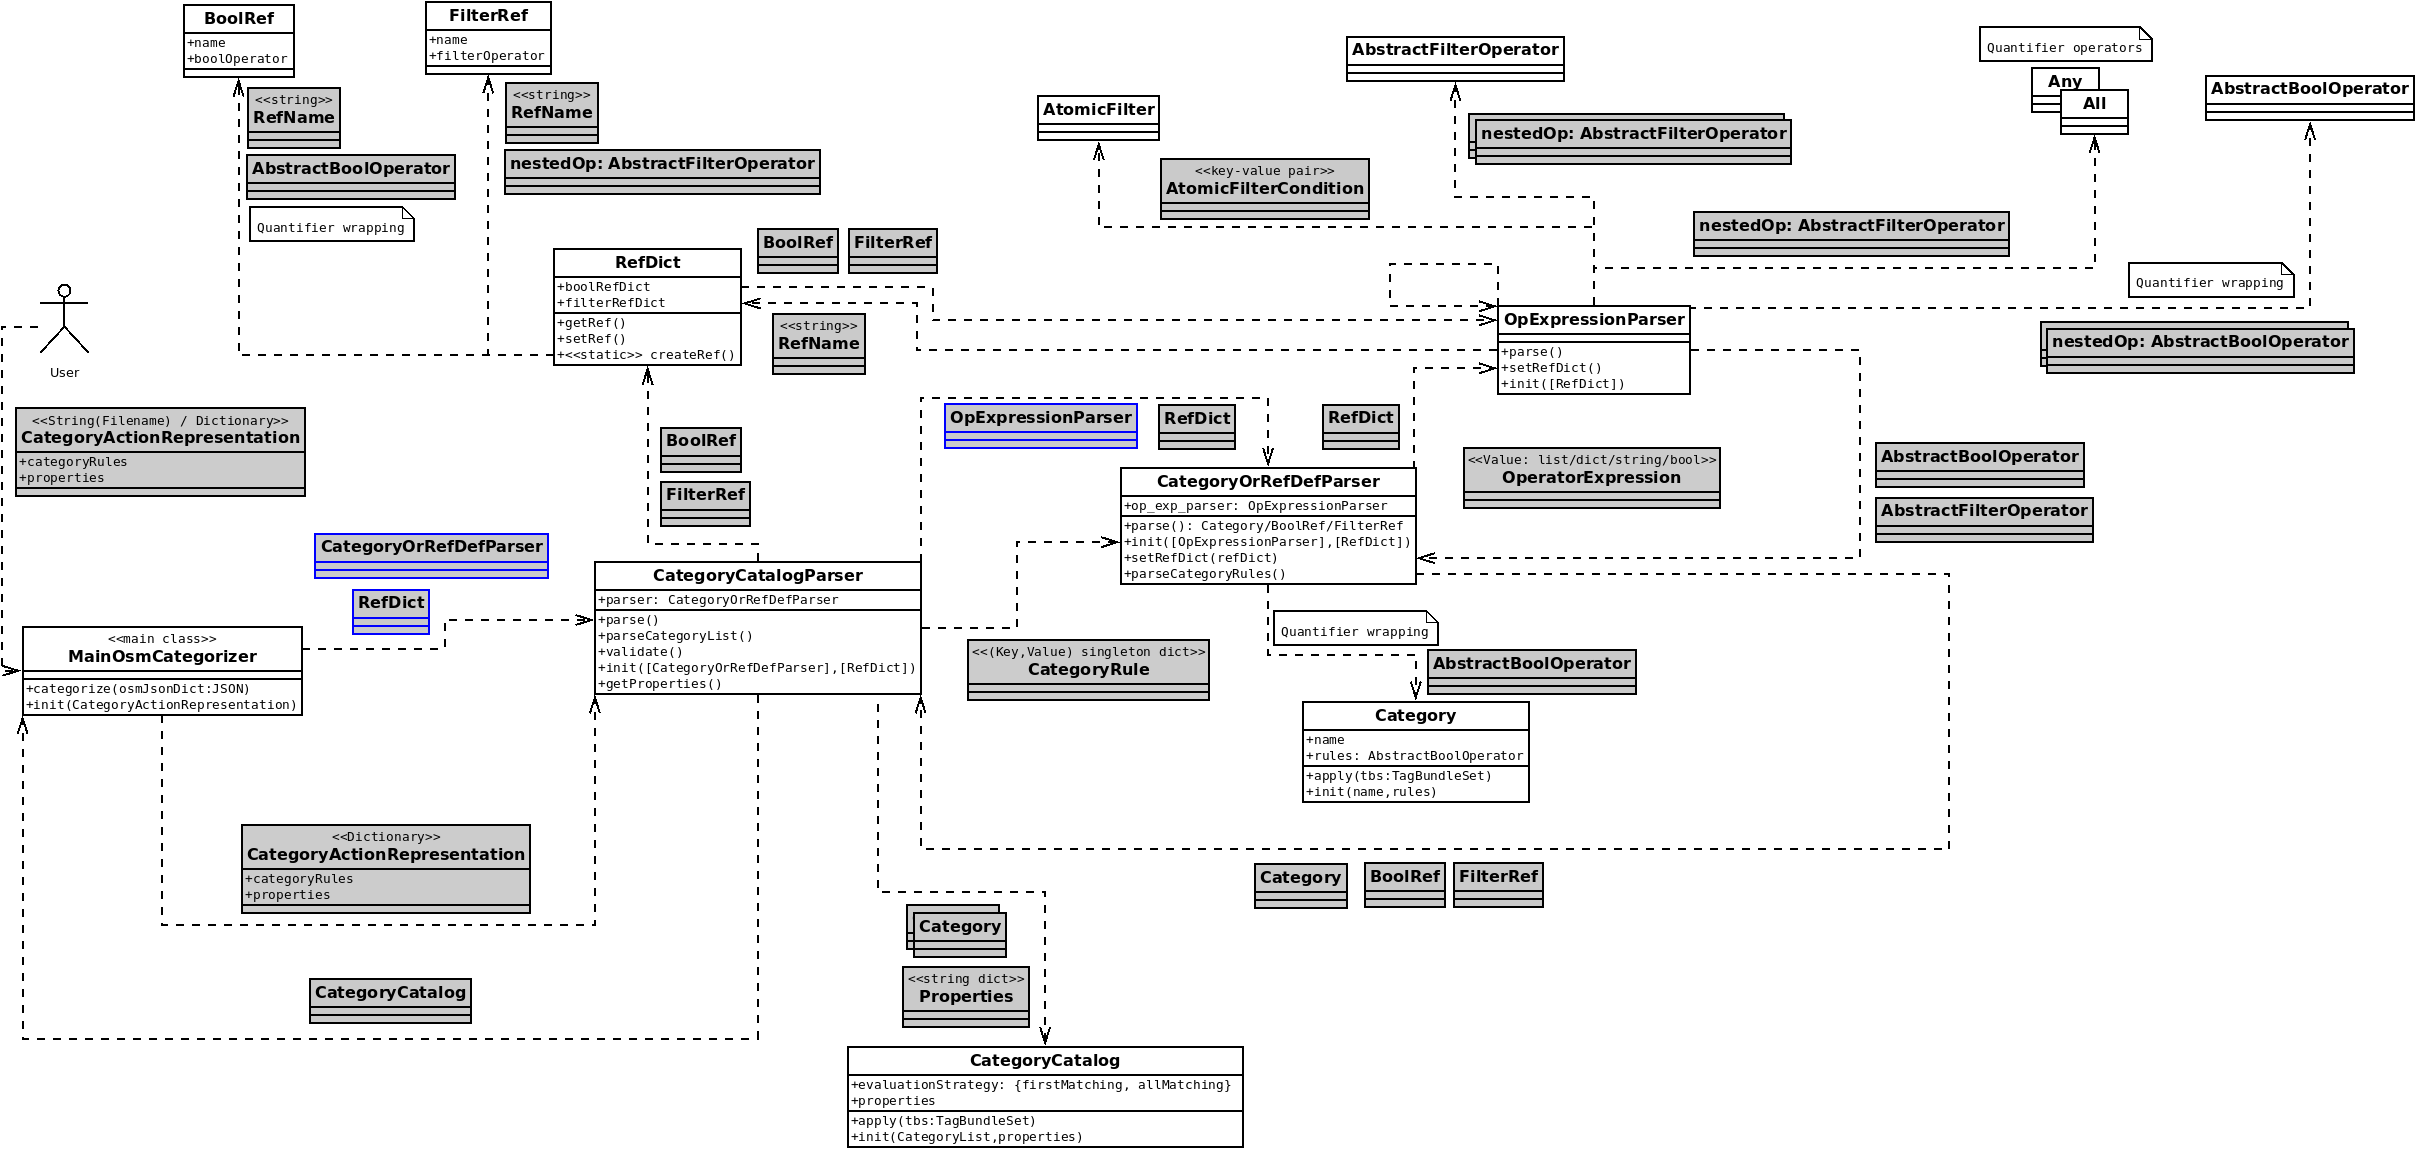 BoolRef
+name
+boolOperator
FilterRef
+name
+filterOperator
<<string>>
RefName
AbstractBoolOperator
Quantifier wrapping
<<string>>
RefName
nestedOp: AbstractFilterOperator
AbstractFilterOperator
AtomicFilter
<<key-value pair>>
AtomicFilterCondition
nestedOp: AbstractFilterOperator
Quantifier operators
Any
All
AbstractBoolOperator
nestedOp: AbstractFilterOperator
Quantifier wrapping
nestedOp: AbstractBoolOperator
RefDict
+boolRefDict
+filterRefDict
+getRef()
+setRef()
+<<static>> createRef()
BoolRef
FilterRef
<<string>>
RefName
OpExpressionParser
+parse()
+setRefDict()
+init([RefDict])
User
<<String(Filename) / Dictionary>>
CategoryActionRepresentation
+categoryRules
+properties
BoolRef
FilterRef
OpExpressionParser
RefDict
RefDict
<<Value: list/dict/string/bool>>
OperatorExpression
AbstractBoolOperator
AbstractFilterOperator
CategoryOrRefDefParser
+op_exp_parser: OpExpressionParser
+parse(): Category/BoolRef/FilterRef
+init([OpExpressionParser],[RefDict])
+setRefDict(refDict)
+parseCategoryRules()
CategoryOrRefDefParser
RefDict
CategoryCatalogParser
+parser: CategoryOrRefDefParser
+parse()
+parseCategoryList()
+validate()
+init([CategoryOrRefDefParser],[RefDict])
+getProperties()
<<main class>>
MainOsmCategorizer
+categorize(osmJsonDict:JSON)
+init(CategoryActionRepresentation)
<<(Key,Value) singleton dict>>
CategoryRule
Quantifier wrapping
AbstractBoolOperator
Category
+name
+rules: AbstractBoolOperator
+apply(tbs:TagBundleSet)
+init(name,rules)
<<Dictionary>>
CategoryActionRepresentation
+categoryRules
+properties
Category
BoolRef
FilterRef
Category
<<string dict>>
Properties
CategoryCatalog
CategoryCatalog
+evaluationStrategy: {firstMatching, allMatching}
+properties
+apply(tbs:TagBundleSet)
+init(CategoryList,properties)